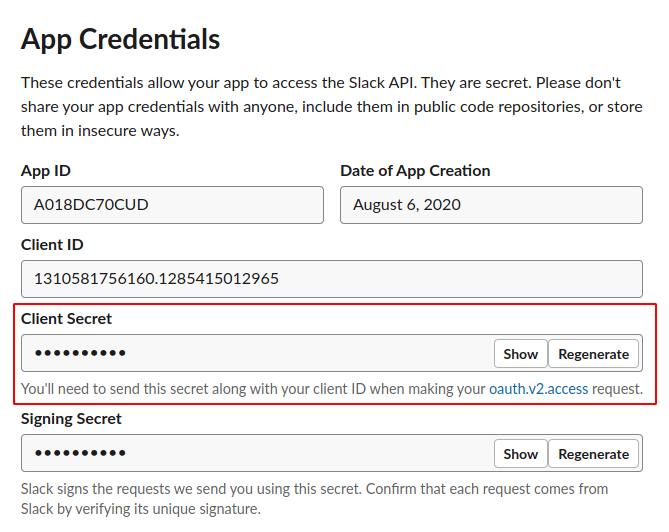 App Credentials
These credentials allow your app to access the Slack API. They are secret. Please don't
share your app credentials with anyone, include them in public code repositories, or store
them in insecure ways.
App ID
Date of App Creation
A018DC70CUD
August 6, 2020
Client ID
1310581756160.1285415012965
Client Secret
••••••••••
Show
Regenerate
You'll need to send this secret along with your client ID when making your oauth.v2.access request.
Signing Secret
••••••••••
Show
Regenerate
Slack signs the requests we send you using this secret. Confirm that each request comes from
Slack by verifying its unique signature.